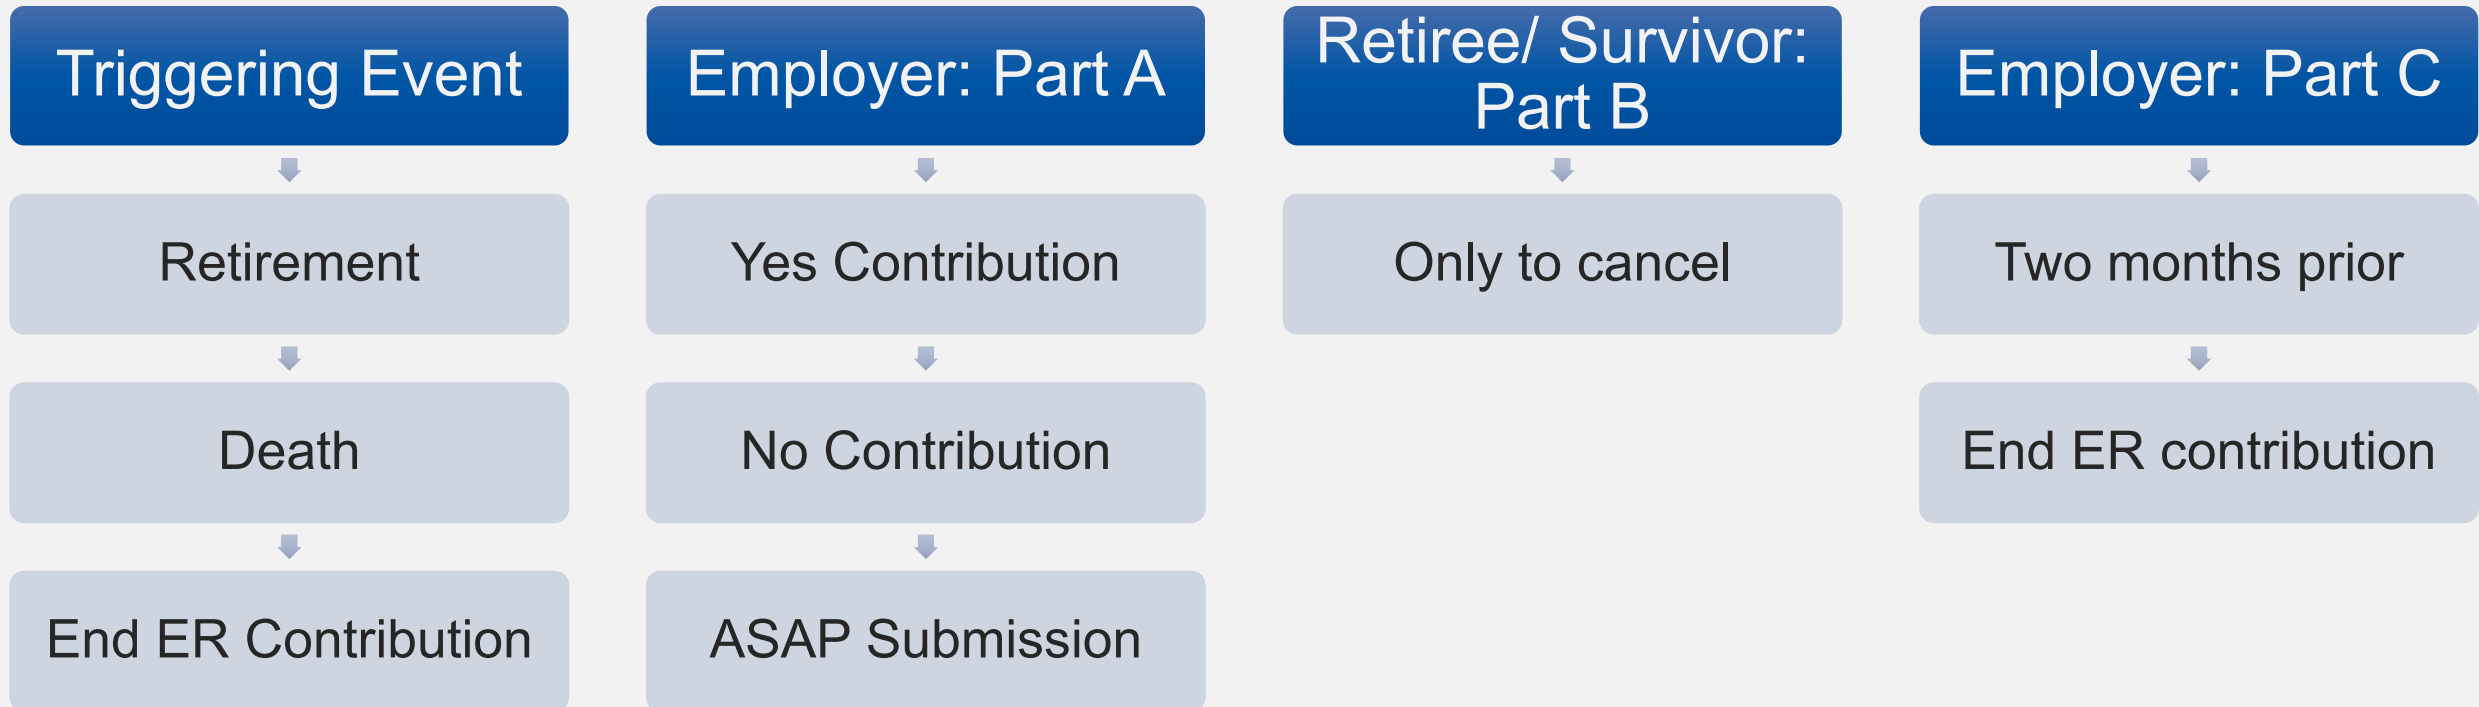 Triggering Event
Retirement
Death
End ER Contribution
Employer: Part A
Yes Contribution
No Contribution
ASAP Submission
Retiree/ Survivor:
Part B
Only to cancel
Employer: Part C
Two months prior
End ER contribution